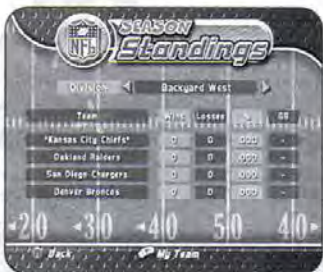 NFL
SEASON
Standings
Division Backyard West
Team Wins Losses % GB
*Kansas City Chiefs* 0 0 .000 -
Oakland Raiders 0 0 .000 -
San Diego Chargers 0 0 .000 -
Denver Broncos 0 0 .000 -
20 30 40 50 40
Back My Team